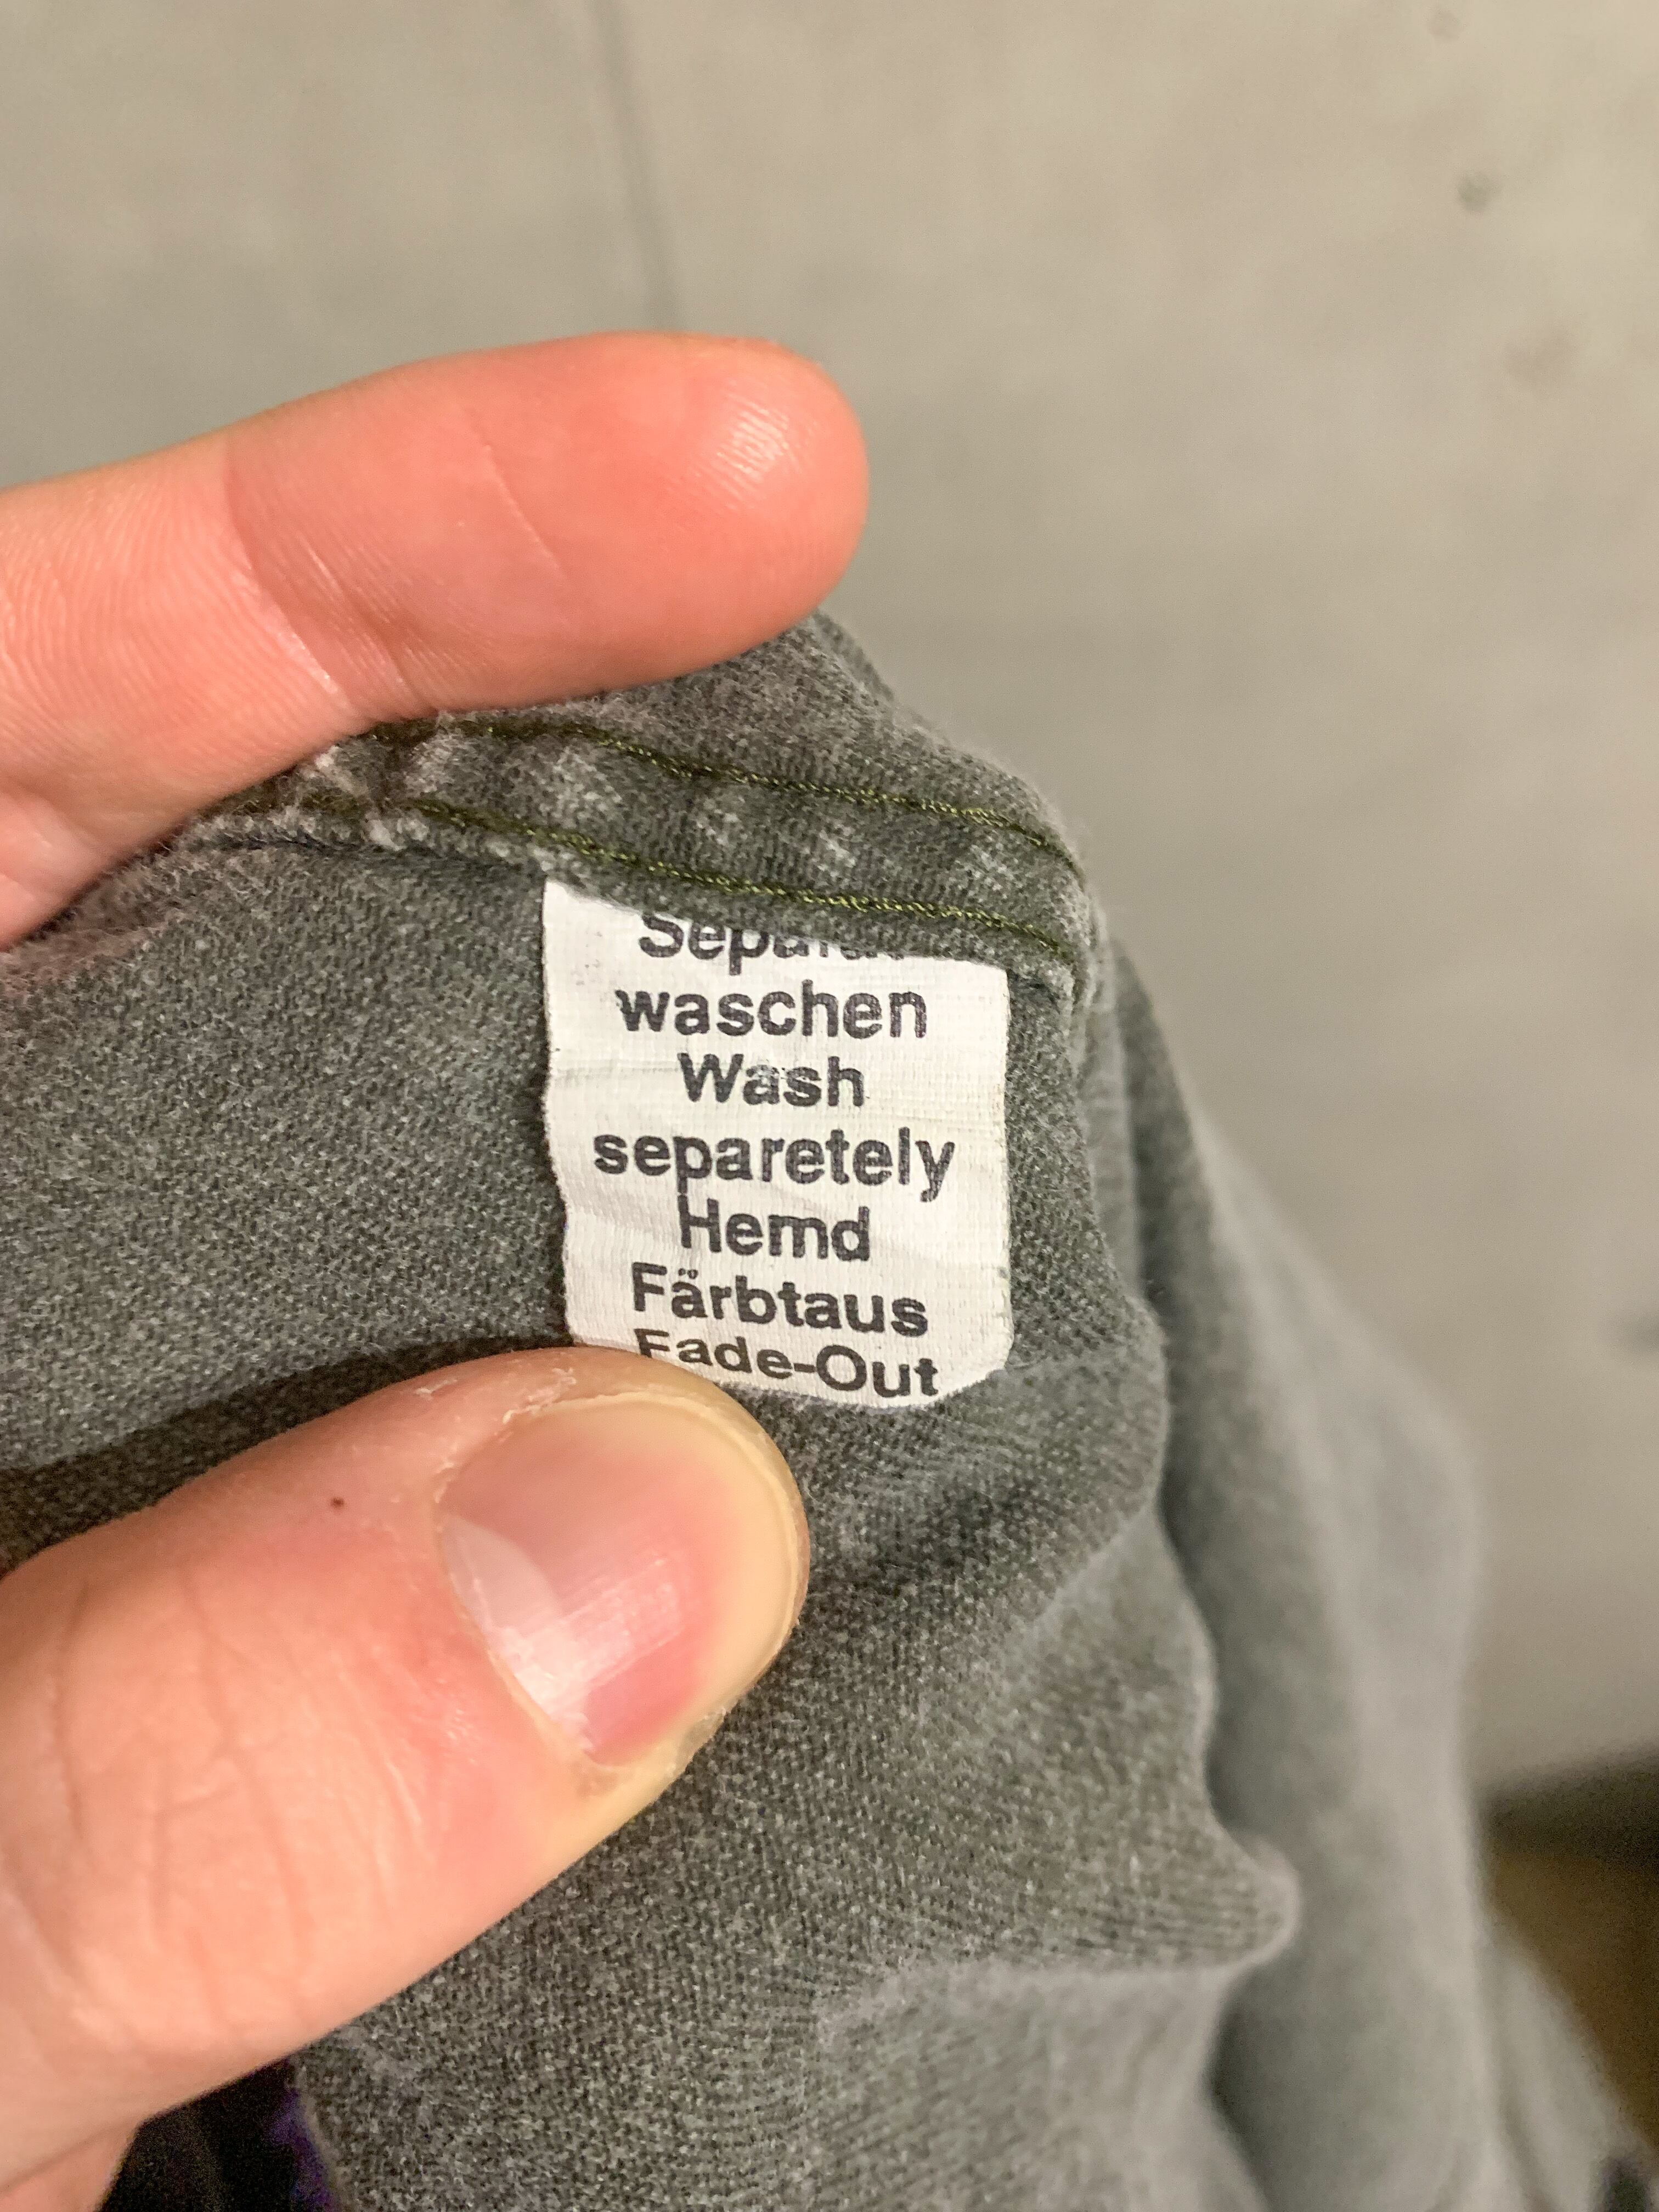 waschen
Wash
separetely
Hemd
Färbtaus
Fade-Out